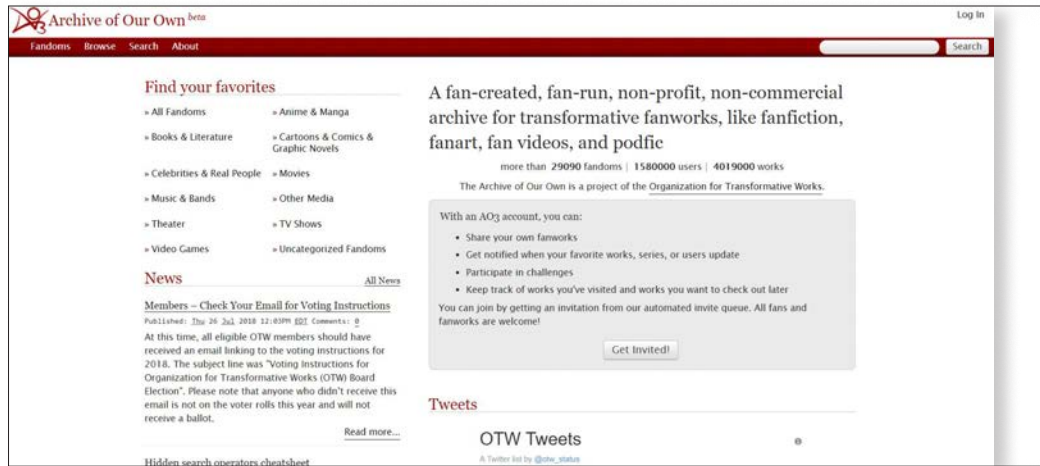 Archive of Our Own beta
Log In
Fandoms Browse Search About
Search
Find your favorites
» All Fandoms » Anime & Manga
» Books & Literature » Cartoons & Comics &
Graphic Novels
» Celebrities & Real People » Movies
» Music & Bands » Other Media
» Theater » TV Shows
» Video Games » Uncategorized Fandoms
News All News
Members – Check Your Email for Voting Instructions
Published: Thu 26 Jul 2018 12:03PM EDT Comments: 0
At this time, all eligible OTW members should have
received an email linking to the voting instructions for
2018. The subject line was "Voting Instructions for
Organization for Transformative Works (OTW) Board
Election". Please note that anyone who didn't receive this
email is not on the voter rolls this year and will not
receive a ballot.
Read more...
Hidden search operators cheatsheet
A fan-created, fan-run, non-profit, non-commercial
archive for transformative fanworks, like fanfiction,
fanart, fan videos, and podfic
more than 29090 fandoms | 1580000 users | 4019000 works
The Archive of Our Own is a project of the Organization for Transformative Works.
With an AO3 account, you can:
• Share your own fanworks
• Get notified when your favorite works, series, or users update
• Participate in challenges
• Keep track of works you've visited and works you want to check out later
You can join by getting an invitation from our automated invite queue. All fans and
fanworks are welcome!
Get Invited!
Tweets
OTW Tweets
A Twitter list by @otw_status